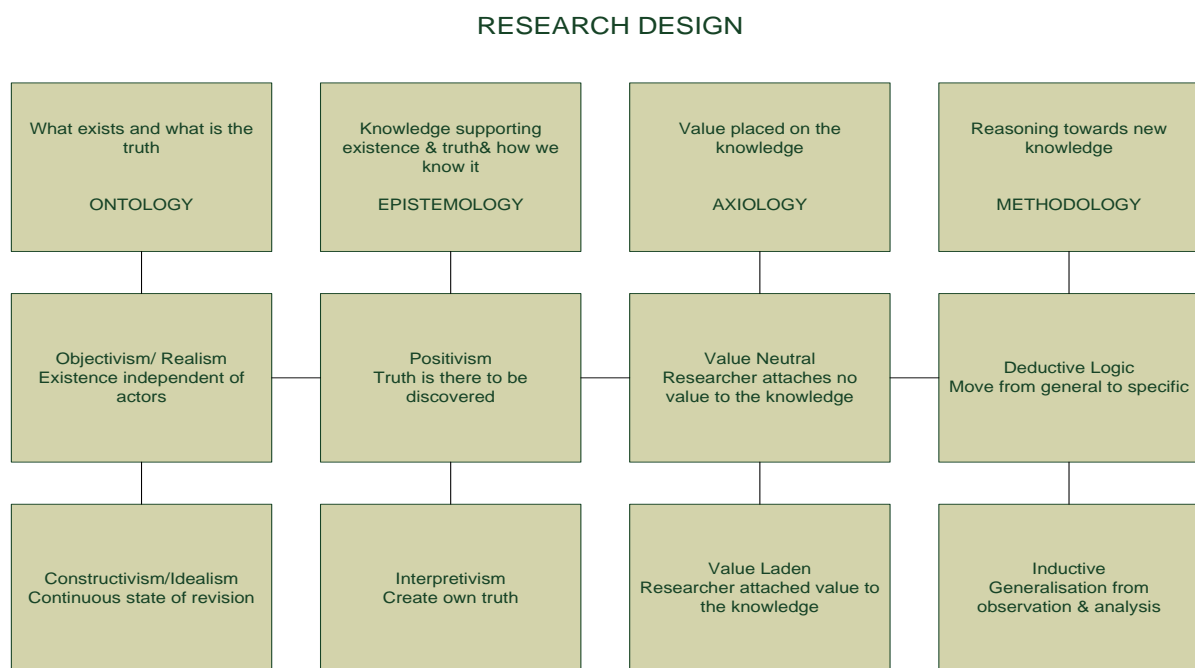 RESEARCH DESIGN
What exists and what is the
truth
ONTOLOGY
Knowledge supporting
existence & truth& how we
know it
EPISTEMOLOGY
Value placed on the
knowledge
AXIOLOGY
Reasoning towards new
knowledge
METHODOLOGY
Objectivism/ Realism
Existence independent of
actors
Positivism
Truth is there to be
discovered
Value Neutral
Researcher attaches no
value to the knowledge
Deductive Logic
Move from general to specific
Constructivism/Idealism
Continuous state of revision
Interpretivism
Create own truth
Value Laden
Researcher attached value to
the knowledge
Inductive
Generalisation from
observation & analysis